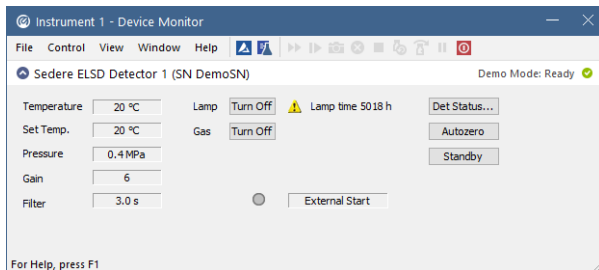 Instrument 1 - Device Monitor
File Control View Window Help
Sedere ELSD Detector 1 (SN DemoSN) Demo Mode: Ready
Temperature 20 °C Lamp Turn Off Lamp time 5018 h Det Status...
Set Temp. 20 °C Gas Turn Off Autozero
Pressure 0.4 MPa Standby
Gain 6
Filter 3.0 s External Start
For Help, press F1